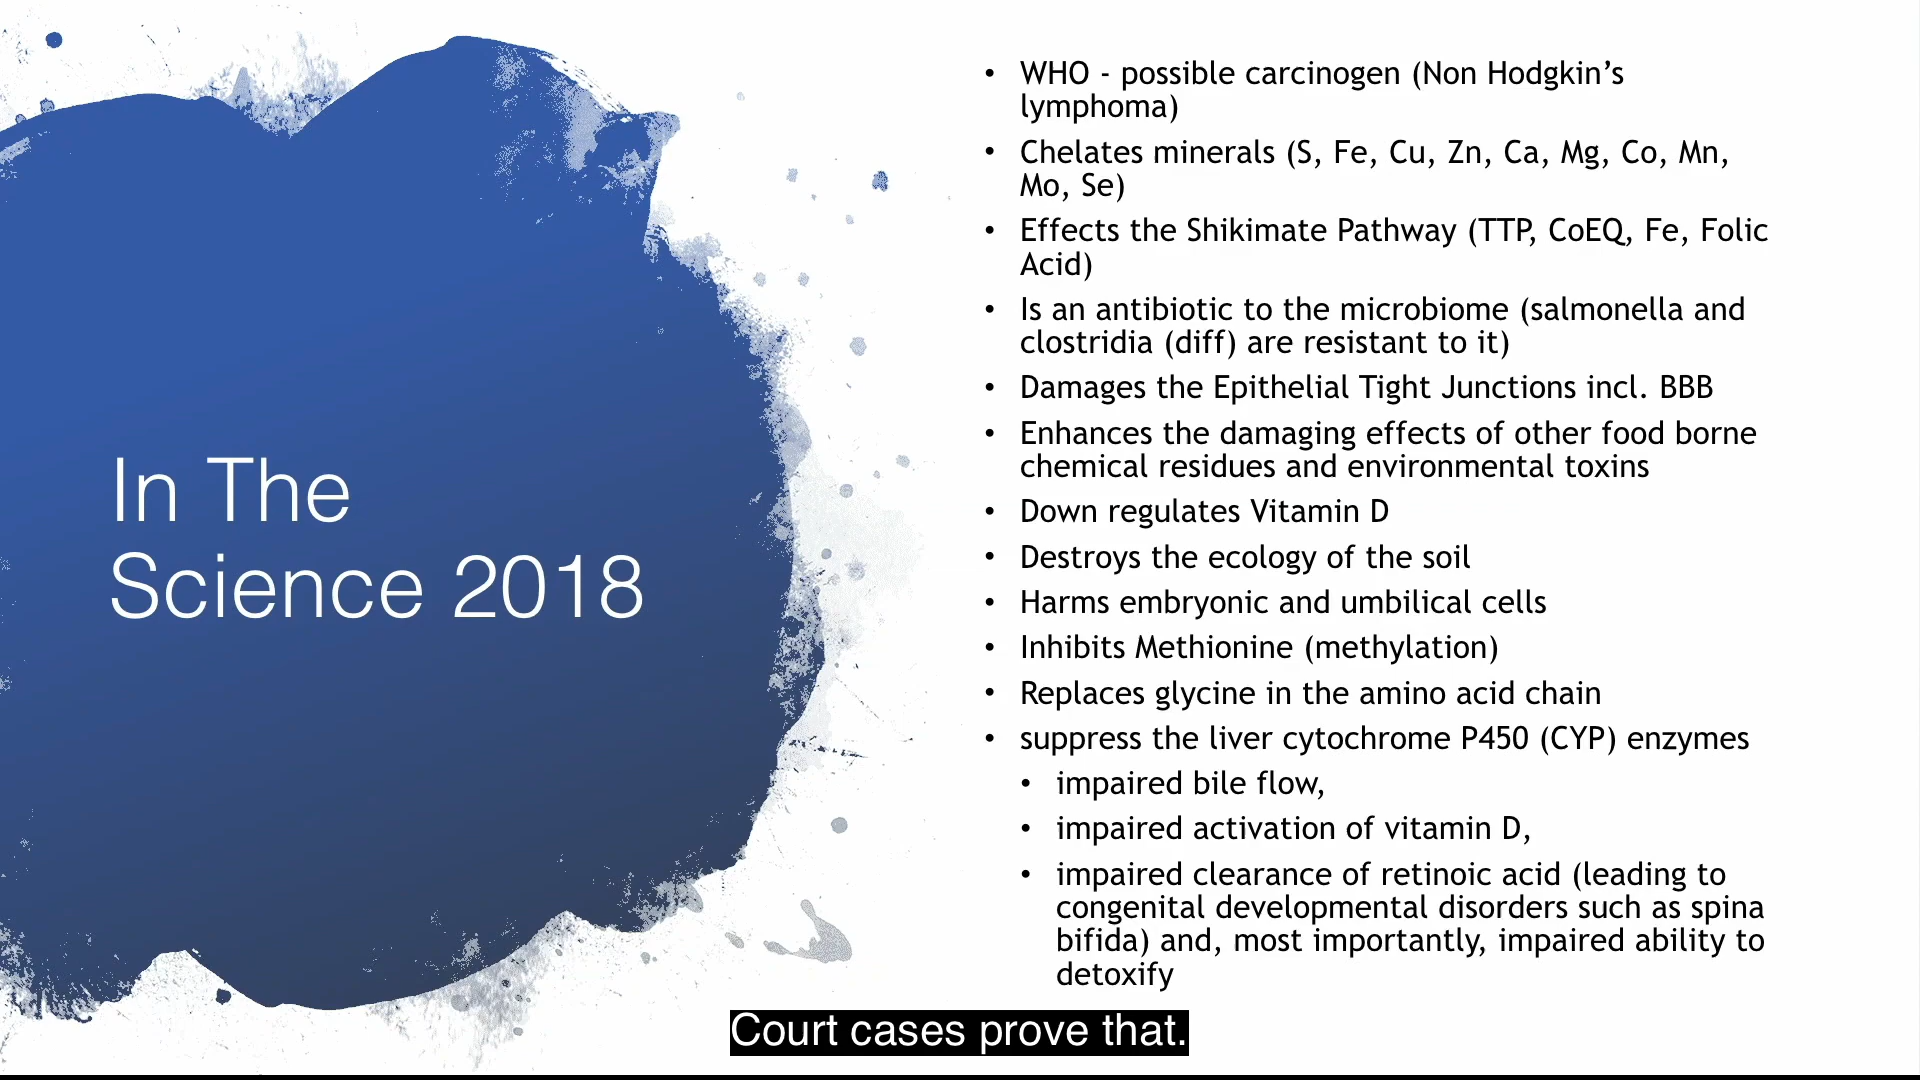 In The
Science 2018
• WHO - possible carcinogen (Non Hodgkin’s
lymphoma)
• Chelates minerals (S, Fe, Cu, Zn, Ca, Mg, Co, Mn,
Mo, Se)
• Effects the Shikimate Pathway (TTP, CoEQ, Fe, Folic
Acid)
• Is an antibiotic to the microbiome (salmonella and
clostridia (diff) are resistant to it)
• Damages the Epithelial Tight Junctions incl. BBB
• Enhances the damaging effects of other food borne
chemical residues and environmental toxins
• Down regulates Vitamin D
• Destroys the ecology of the soil
• Harms embryonic and umbilical cells
• Inhibits Methionine (methylation)
• Replaces glycine in the amino acid chain
• suppress the liver cytochrome P450 (CYP) enzymes
• impaired bile flow,
• impaired activation of vitamin D,
• impaired clearance of retinoic acid (leading to
congenital developmental disorders such as spina
bifida) and, most importantly, impaired ability to
detoxify
Court cases prove that.